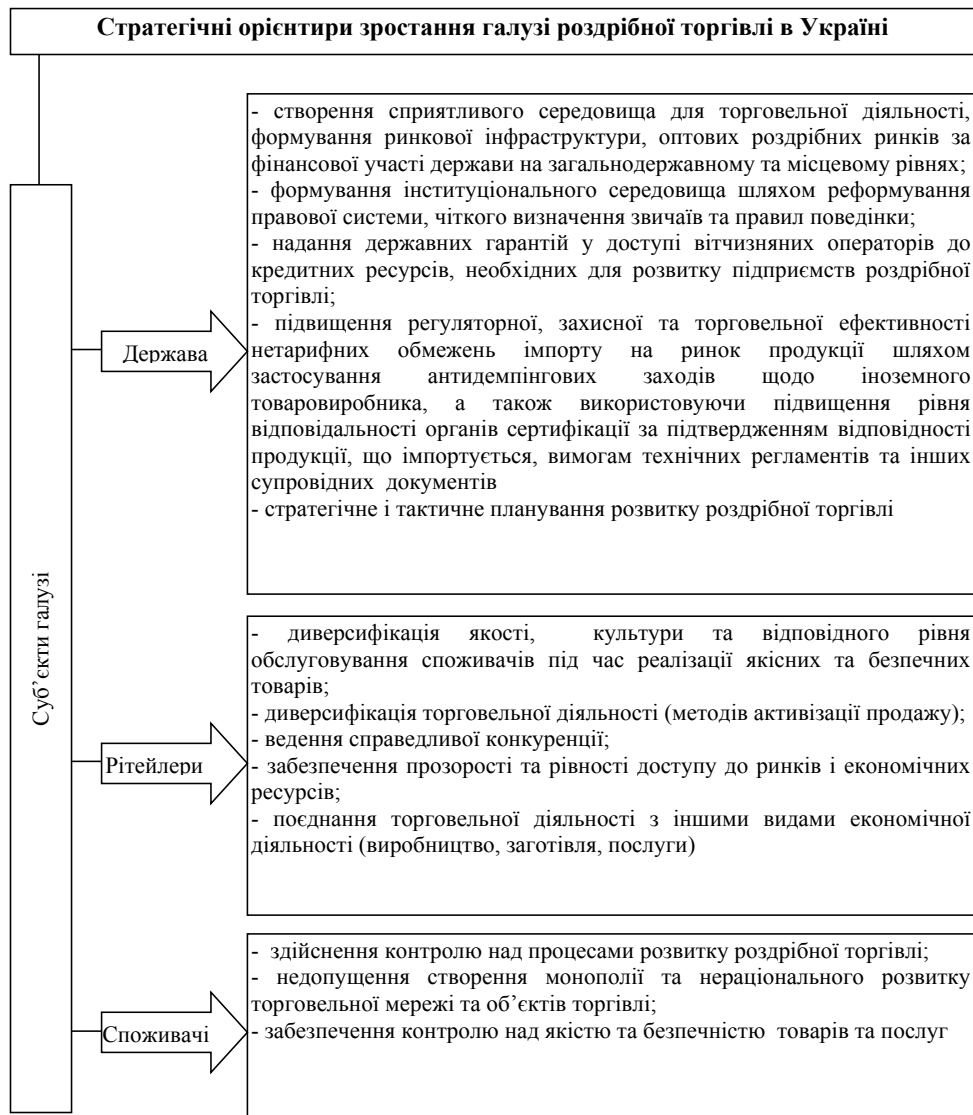 Стратегічні орієнтири зростання галузі роздрібної торгівлі в Україні
Суб’єкти галузі
Держава
- створення сприятливого середовища для торговельної діяльності,
формування ринкової інфраструктури, оптових роздрібних ринків за
фінансової участі держави на загальнодержавному та місцевому рівнях;
- формування інституціонального середовища шляхом реформування
правової системи, чіткого визначення звичаїв та правил поведінки;
- надання державних гарантій у доступі вітчизняних операторів до
кредитних ресурсів, необхідних для розвитку підприємств роздрібної
торгівлі;
- підвищення регуляторної, захисної та торговельної ефективності
нетарифних обмежень імпорту на ринок продукції шляхом
застосування антидемпінгових заходів щодо іноземного
товаровиробника, а також використовуючи підвищення рівня
відповідальності органів сертифікації за підтвердженням відповідності
продукції, що імпортується, вимогам технічних регламентів та інших
супровідних документів
- стратегічне і тактичне планування розвитку роздрібної торгівлі
Рітейлери
- диверсифікація якості, культури та відповідного рівня
обслуговування споживачів під час реалізації якісних та безпечних
товарів;
- диверсифікація торговельної діяльності (методів активізації продажу);
- ведення справедливої конкуренції;
- забезпечення прозорості та рівності доступу до ринків і економічних
ресурсів;
- поєднання торговельної діяльності з іншими видами економічної
діяльності (виробництво, заготівля, послуги)
Споживачі
- здійснення контролю над процесами розвитку роздрібної торгівлі;
- недопущення створення монополії та нераціонального розвитку
торговельної мережі та об’єктів торгівлі;
- забезпечення контролю над якістю та безпечністю товарів та послуг